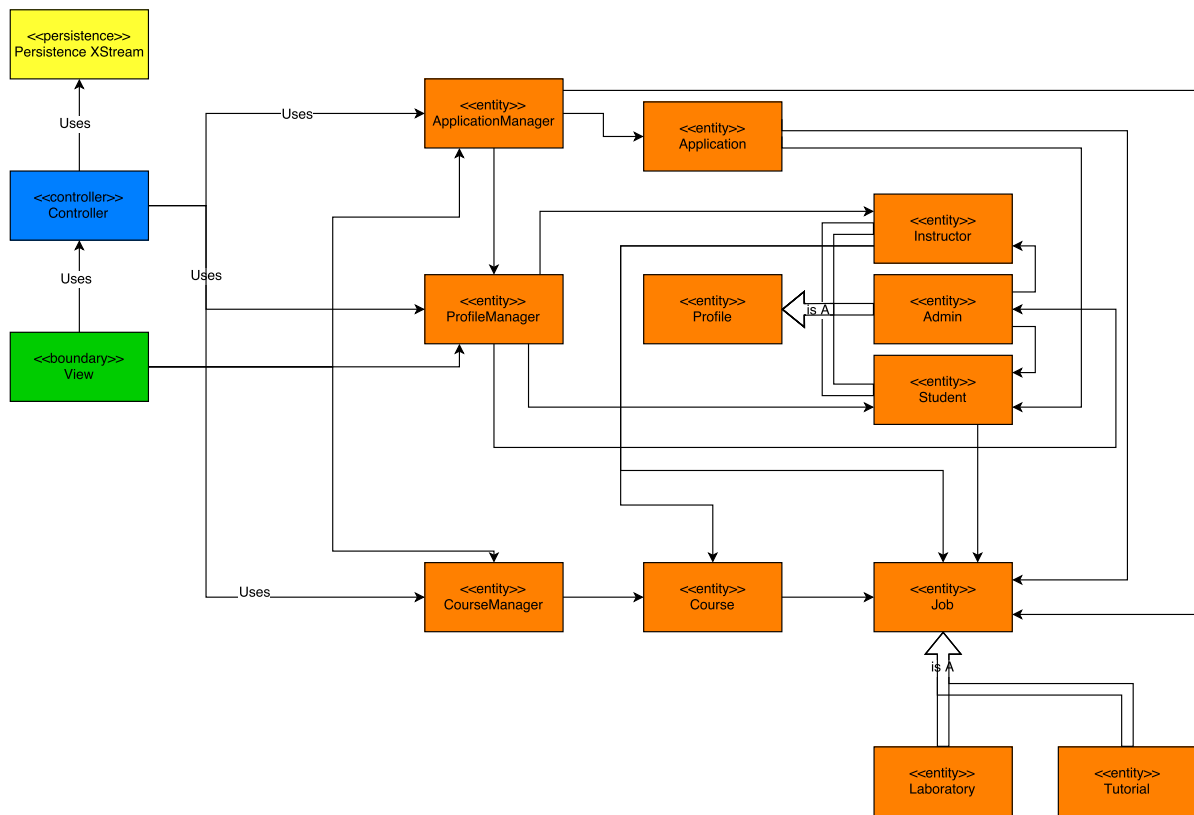 <<persistence>>
Persistence XStream
Uses
<<controller>>
Controller
Uses
<<boundary>>
View
Uses
Uses
Uses
<<entity>>
ApplicationManager
<<entity>>
Application
<<entity>>
Instructor
<<entity>>
ProfileManager
<<entity>>
Profile
is A
<<entity>>
Admin
<<entity>>
Student
<<entity>>
CourseManager
<<entity>>
Course
<<entity>>
Job
is A
<<entity>>
Laboratory
<<entity>>
Tutorial